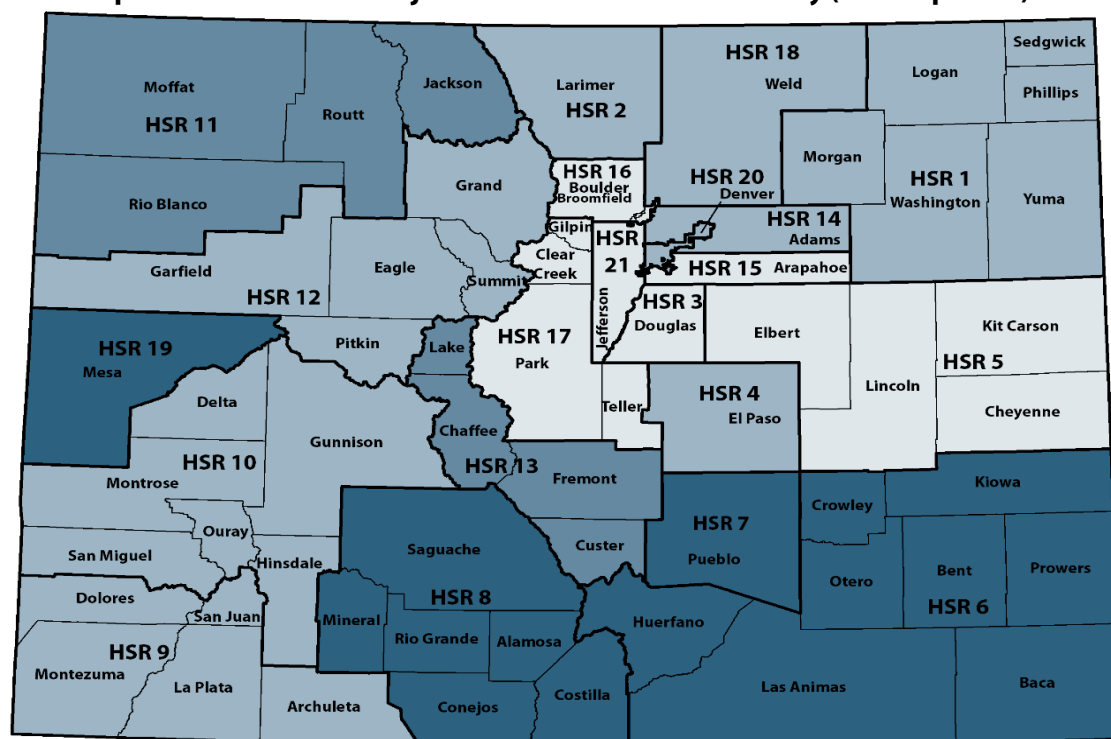 HSR 18
Sedgwick
Logan
Moffat
Jackson
Larimer
Weld
Phillips
HSR 2
HSR 11
Routt
Morgan
HSR 16
HSR 20
HSR 1
Grand
Boulder
Denver
Broomfield
Washington
Yuma
Rio Blanco
HSR 14
Gilpin
HSR
21
Adams
Clear
Creek
Garfield
Eagle
HSR 15
Arapahoe
Summit
HSR 12
HSR 3
Jefferson
Douglas
Elbert
Kit Carson
HSR 17
HSR 19
Pitkin
Lake
Park
HSR 5
Mesa
Lincoln
HSR 4
Delta
Teller
Cheyenne
El Paso
Chaffee
Gunnison
HSR 10
HSR 13
Fremont
Montrose
Kiowa
Crowley
HSR 7
Ouray
Saguache
Custer
San Miguel
Hinsdale
Pueblo
Bent
Prowers
Otero
Dolores
HSR 8
HSR 6
San Juan
Mineral
Huerfano
Rio Grande
Alamosa
HSR 9
Montezuma
La Plata
Las Animas
Baca
Costilla
Archuleta
Conejos